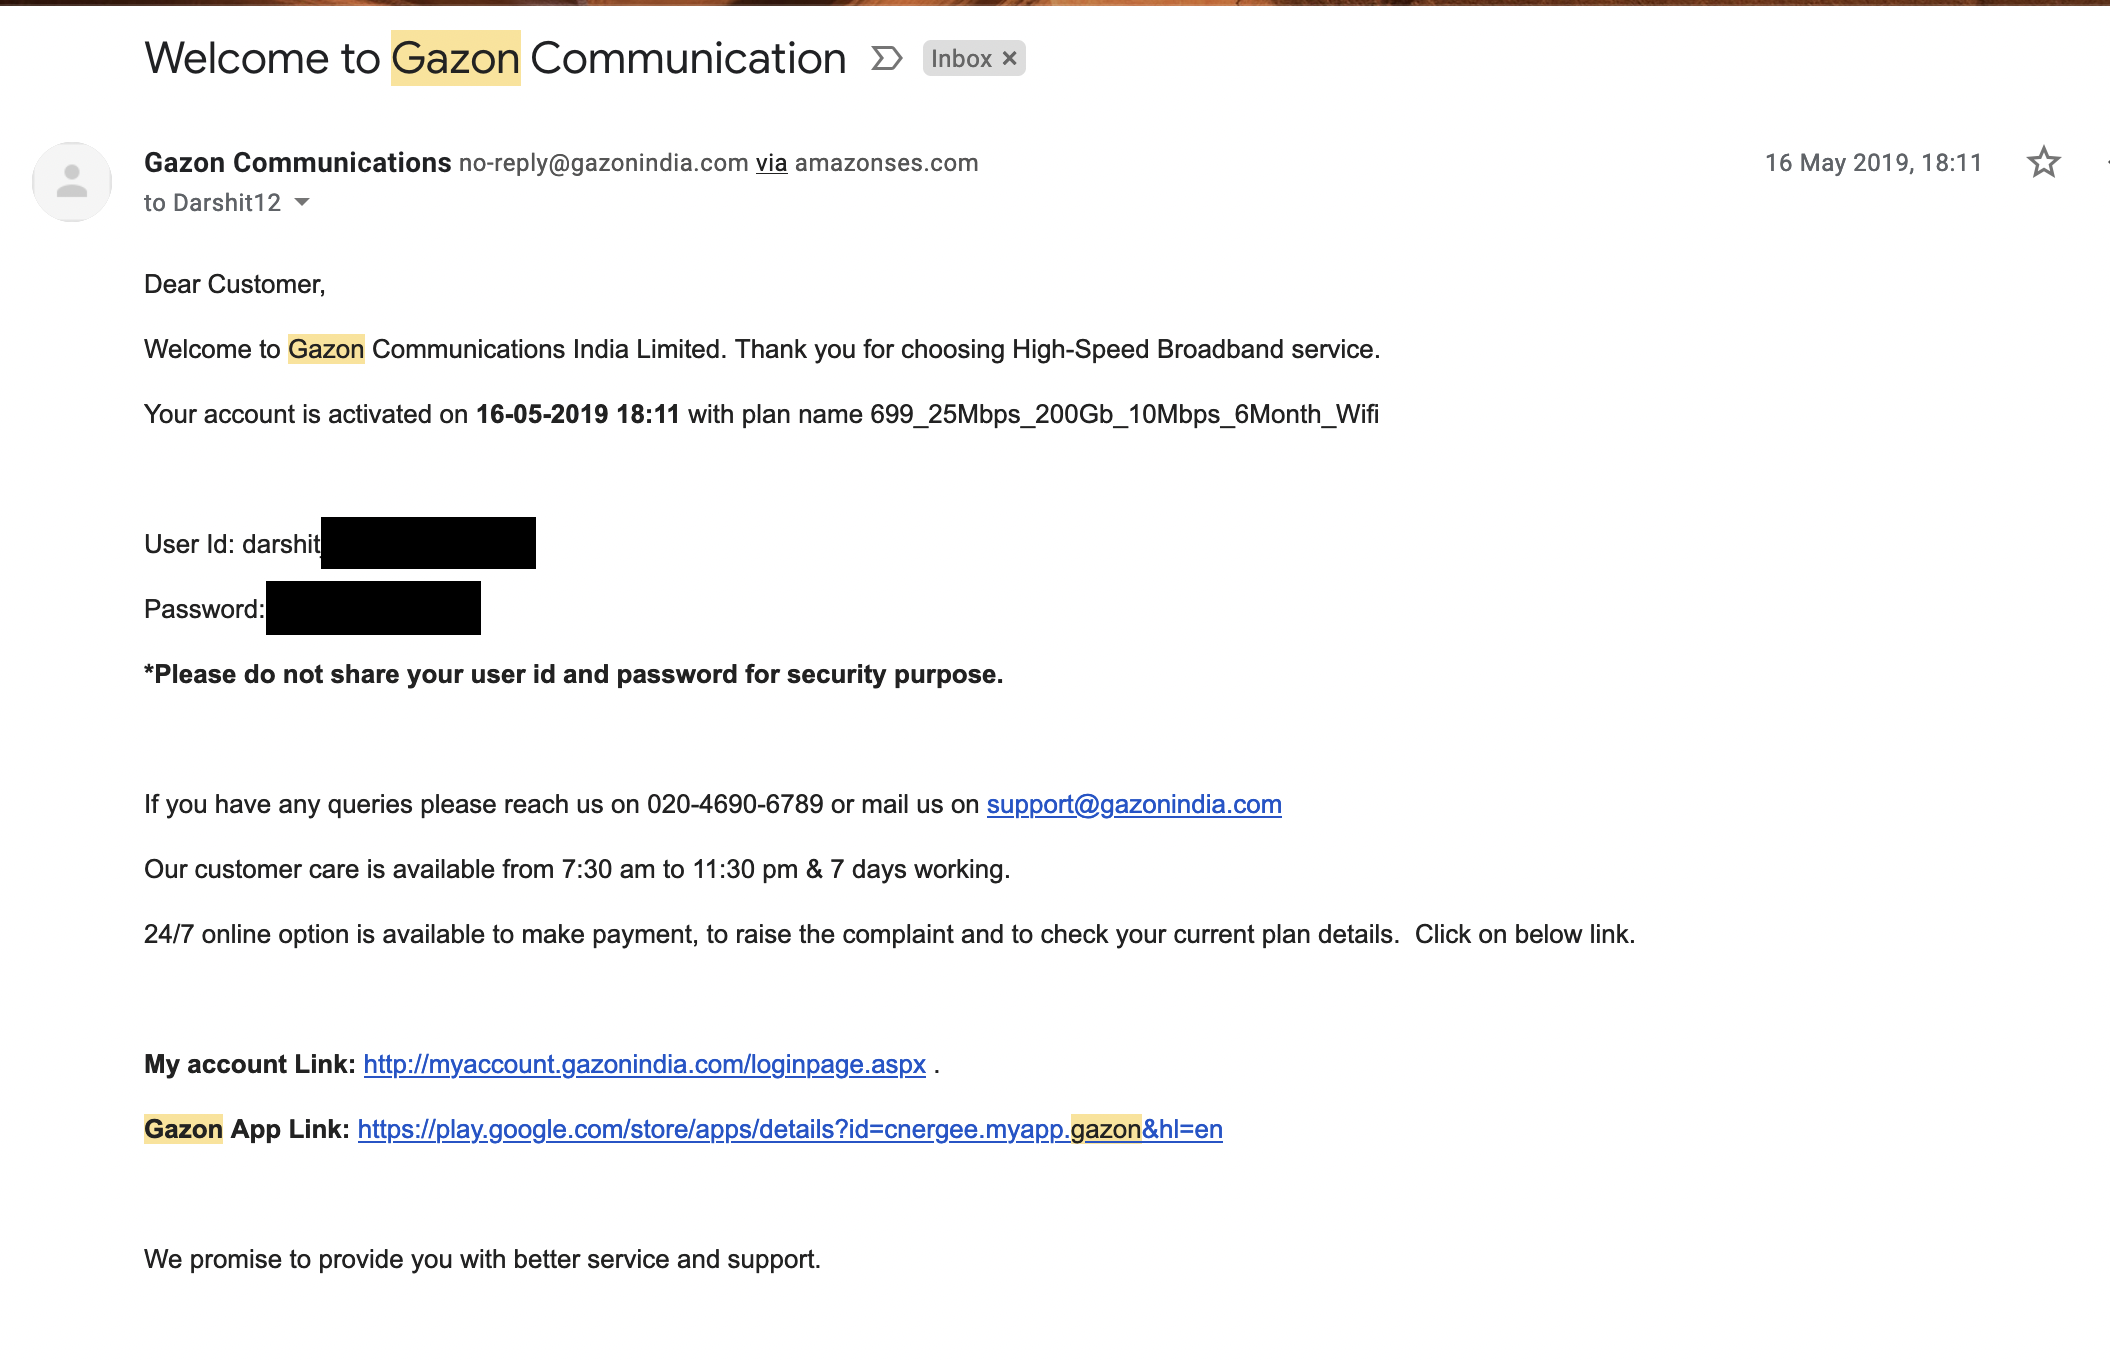 Welcome to Gazon Communication Inbox ×
Gazon Communications no-reply@gazonindia.com via amazonses.com 16 May 2019, 18:11
to Darshit12
Dear Customer,
Welcome to Gazon Communications India Limited. Thank you for choosing High-Speed Broadband service.
Your account is activated on 16-05-2019 18:11 with plan name 699_25Mbps_200Gb_10Mbps_6Month_Wifi
User Id: darshit
Password:
*Please do not share your user id and password for security purpose.
If you have any queries please reach us on 020-4690-6789 or mail us on support@gazonindia.com
Our customer care is available from 7:30 am to 11:30 pm & 7 days working.
24/7 online option is available to make payment, to raise the complaint and to check your current plan details.  Click on below link.
My account Link: http://myaccount.gazonindia.com/loginpage.aspx .
Gazon App Link: https://play.google.com/store/apps/details?id=cnergee.myapp.gazon&hl=en
We promise to provide you with better service and support.